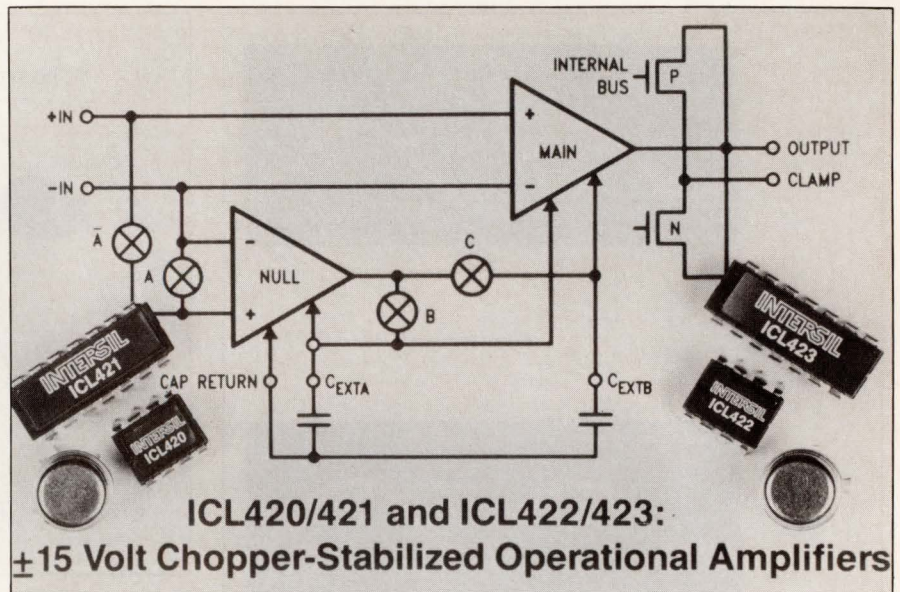 INTERNAL
BUS
P
+IN
+
MAIN
OUTPUT
-IN
-
CLAMP
Ā
C
N
-
A
NULL
B
+
INTERSIL
ICL421
CAP RETURN
CEXTA
CEXTB
INTERSIL
ICL423
INTERSIL
ICL420
INTERSIL
ICL422
ICL420/421 and ICL422/423:
±15 Volt Chopper-Stabilized Operational Amplifiers